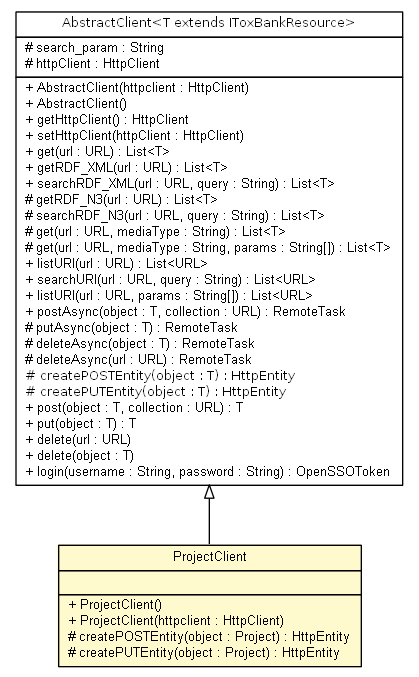 AbstractClient<T extends IToxBankResource>
# search_param : String
# httpClient : HttpClient
+ AbstractClient(httpclient : HttpClient)
+ AbstractClient()
+ getHttpClient() : HttpClient
+ setHttpClient(httpclient : HttpClient)
+ get(url : URL) : List<T>
+ getRDF_XML(url : URL) : List<T>
+ searchRDF_XML(url : URL, query : String) : List<T>
# getRDF_N3(url : URL) : List<T>
# searchRDF_N3(url : URL, query : String) : List<T>
# get(url : URL, mediaType : String) : List<T>
# get(url : URL, mediaType : String, params : String[]) : List<T>
+ listURI(url : URL) : List<URL>
+ searchURI(url : URL, query : String) : List<URL>
+ listURI(url : URL, params : String[]) : List<URL>
+ postAsync(object : T, collection : URL) : RemoteTask
# putAsync(object : T) : RemoteTask
# deleteAsync(object : T) : RemoteTask
# deleteAsync(url : URL) : RemoteTask
# createPOSTEntity(object : T) : HttpEntity
# createPUTEntity(object : T) : HttpEntity
+ post(object : T, collection : URL) : T
+ put(object : T) : T
+ delete(url : URL)
+ delete(object : T)
+ login(username : String, password : String) : OpenSSOToken
ProjectClient
+ ProjectClient()
+ ProjectClient(httpclient : HttpClient)
# createPOSTEntity(object : Project) : HttpEntity
# createPUTEntity(object : Project) : HttpEntity